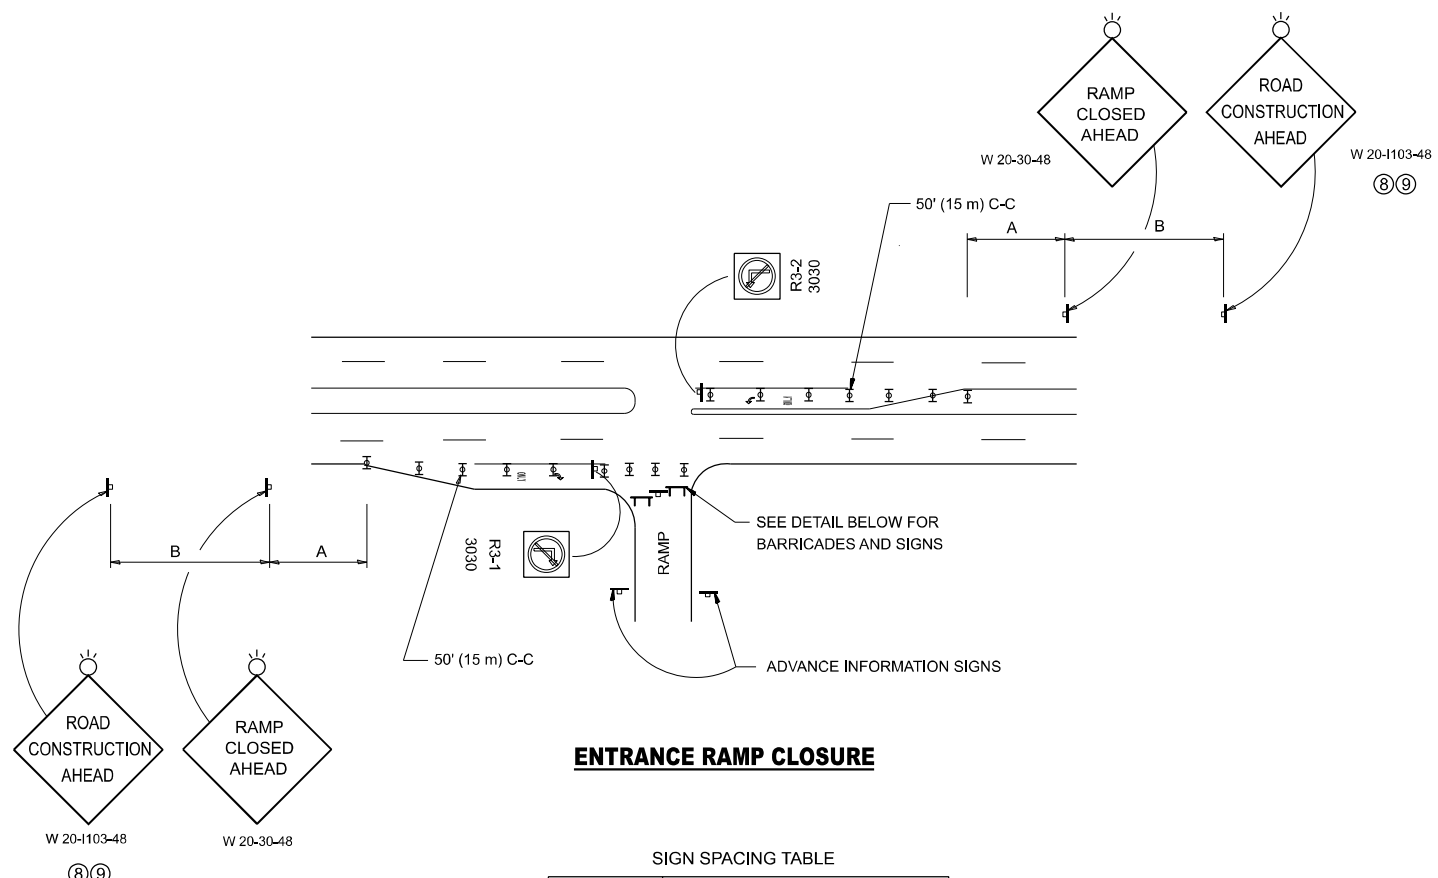 RAMP
CLOSED
AHEAD
W 20-30-48
ROAD
CONSTRUCTION
AHEAD
W 20-I103-48
⑧⑨
50' (15 m) C-C
A
B
R3-2
3030
ONLY
ONLY
B
A
R3-1
3030
RAMP
SEE DETAIL BELOW FOR
BARRICADES AND SIGNS
50' (15 m) C-C
ADVANCE INFORMATION SIGNS
ROAD
CONSTRUCTION
AHEAD
W 20-I103-48
⑧⑨
RAMP
CLOSED
AHEAD
W 20-30-48
ENTRANCE RAMP CLOSURE
SIGN SPACING TABLE